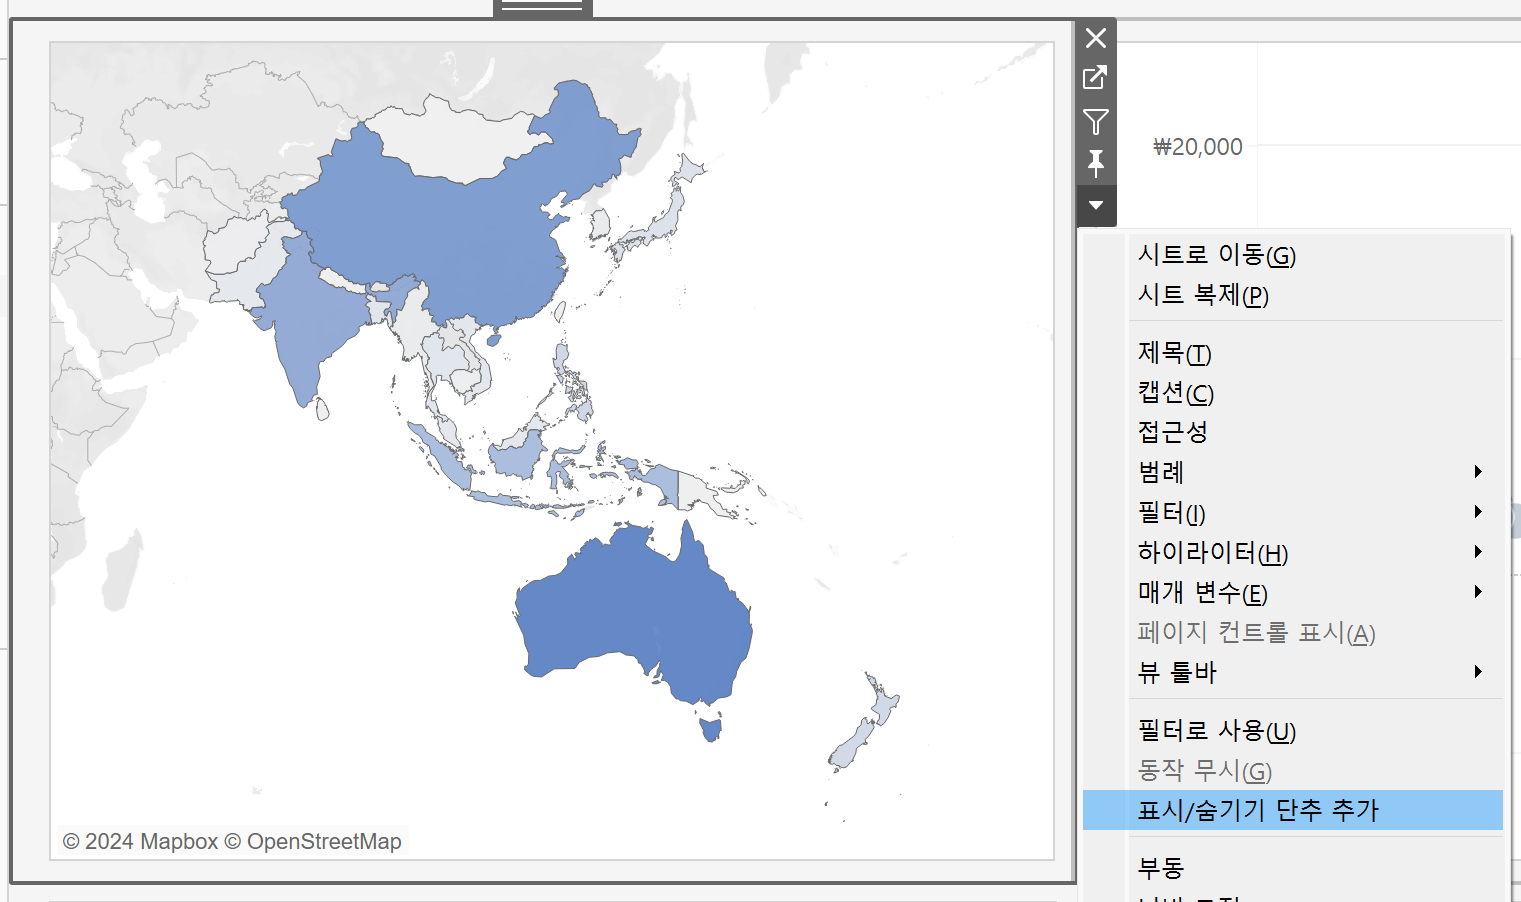 ₩20,000
시트로 이동(G)
시트 복제(P)
제목(T)
캡션(C)
접근성
범례
필터(I)
하이라이터(H)
매개 변수(E)
페이지 컨트롤 표시(A)
뷰 툴바
필터로 사용(U)
동작 무시(G)
표시/숨기기 단추 추가
부동
© 2024 Mapbox © OpenStreetMap